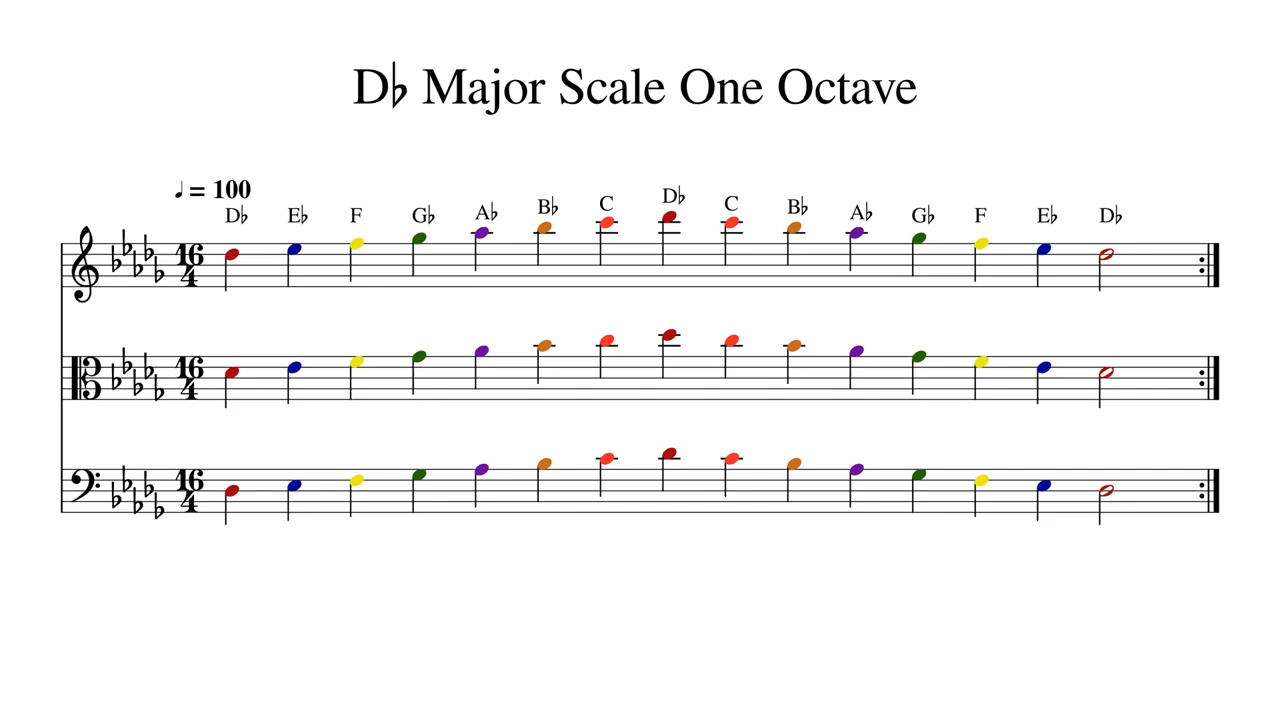 D♭ Major Scale One Octave
♩ = 100
D♭ E♭ F G♭ A♭ B♭ C D♭ C B♭ A♭ G♭ F E♭ D♭
16
4
16
4
16
4